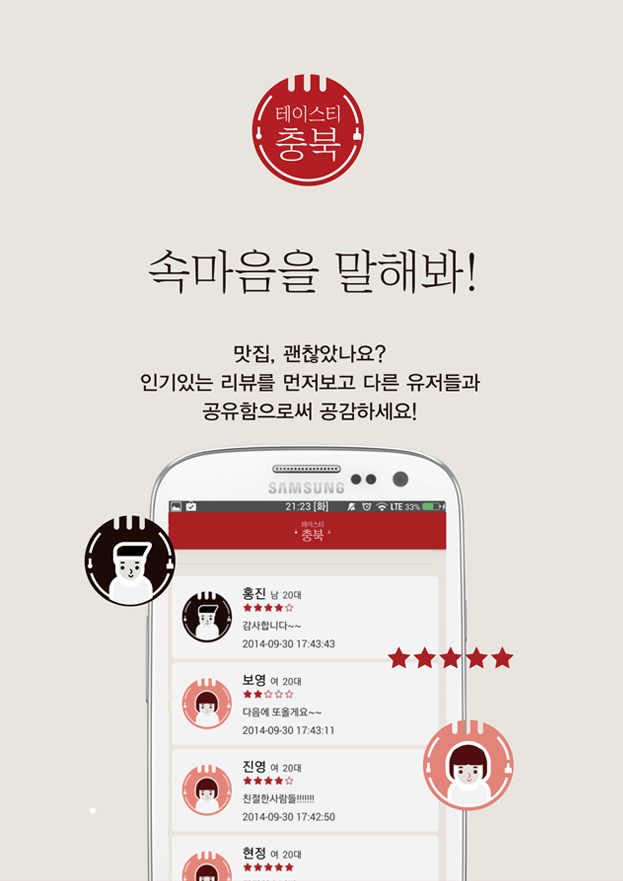 테이스티
충북
속마음을 말해봐!
맛집, 괜찮았나요?
인기있는 리뷰를 먼저보고 다른 유저들과
공유함으로써 공감하세요!
SAMSUNG
21:23 [화] LTE 33%
테이스티
충북
홍진 남 20대
★★★★☆
감사합니다~~
2014-09-30 17:43:43
★★★★★
보영 여 20대
★★☆☆☆
다음에 또올게요~~
2014-09-30 17:43:11
진영 여 20대
★★★★☆
친절한사람들!!!!!!!
2014-09-30 17:42:50
현정 여 20대
★★★★★